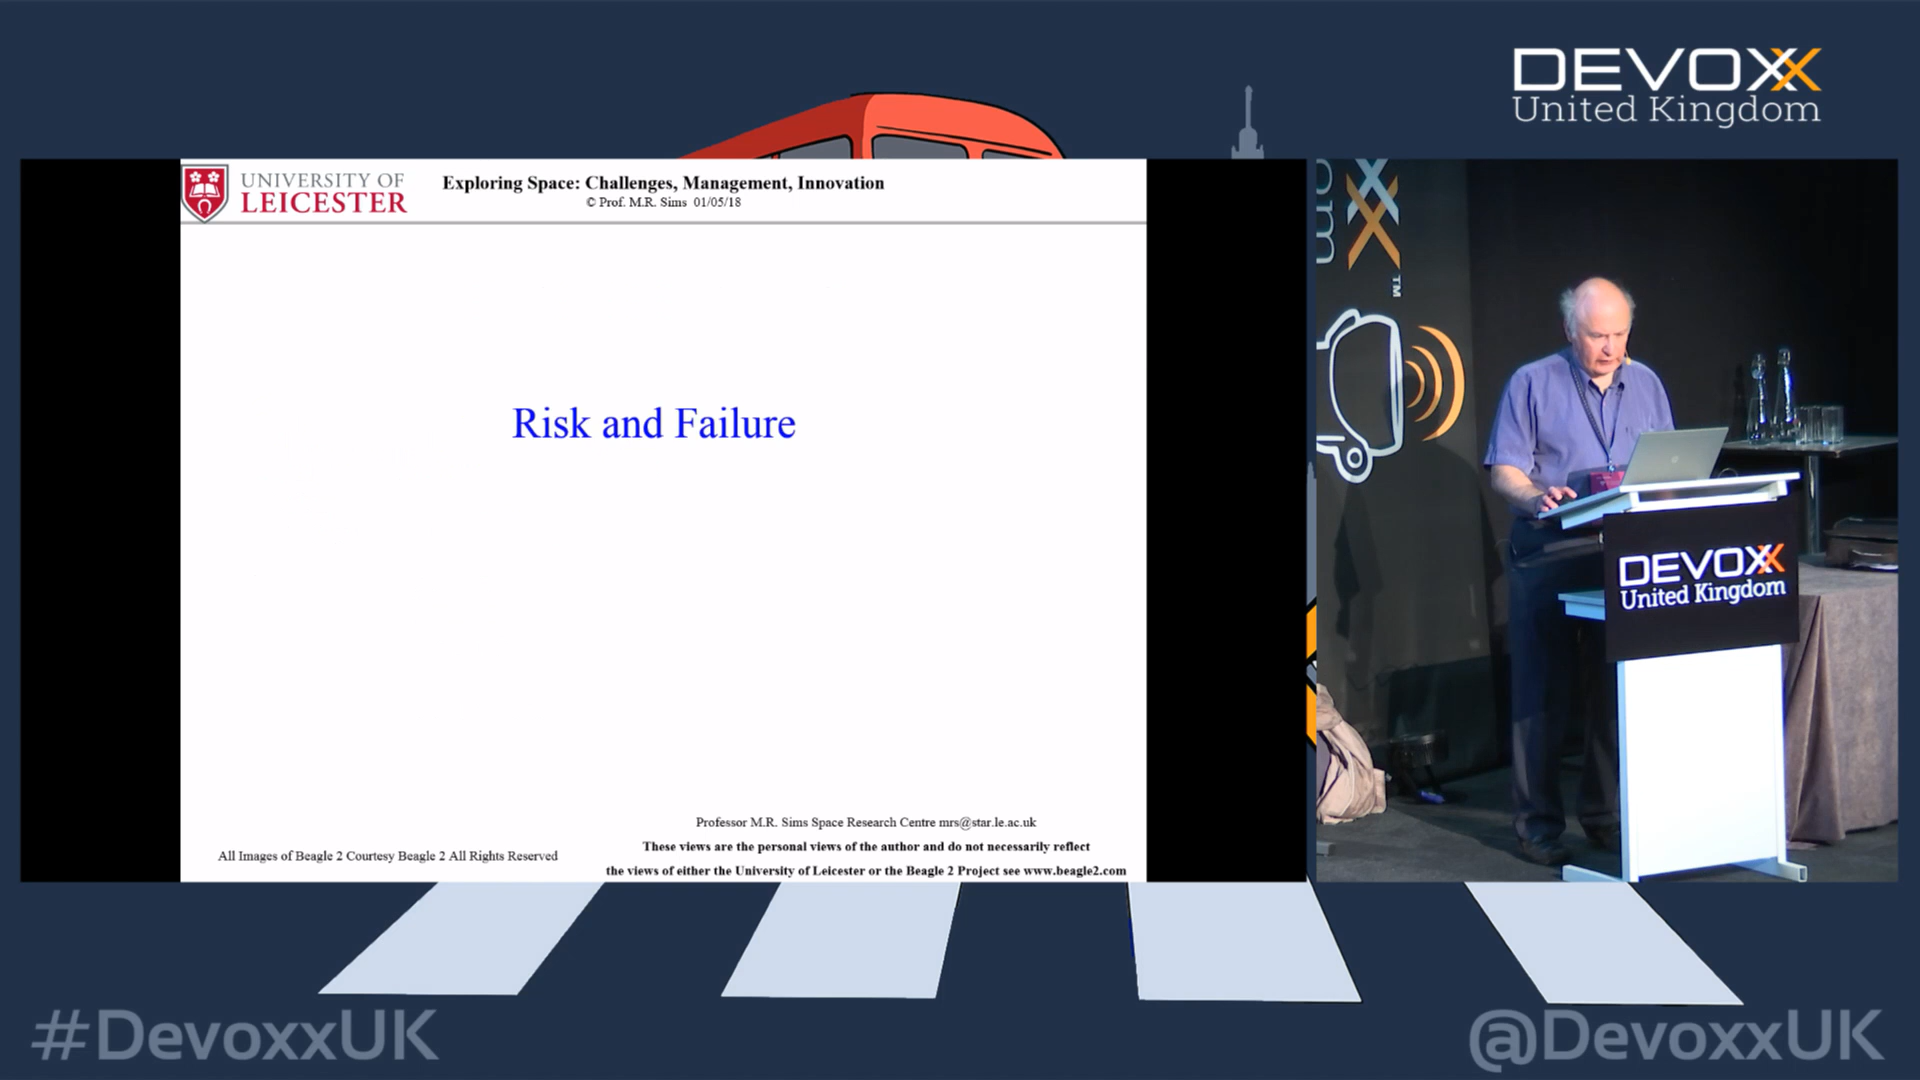 DEVOXX
United Kingdom
UNIVERSITY OF
LEICESTER
Exploring Space: Challenges, Management, Innovation
© Prof. M.R. Sims 01/05/18
Risk and Failure
Professor M.R. Sims Space Research Centre mrs@star.le.ac.uk
These views are the personal views of the author and do not necessarily reflect
the views of either the University of Leicester or the Beagle 2 Project see www.beagle2.com
All Images of Beagle 2 Courtesy Beagle 2 All Rights Reserved
TM
DEVOXX
United Kingdom
#DevoxxUK
@DevoxxUK